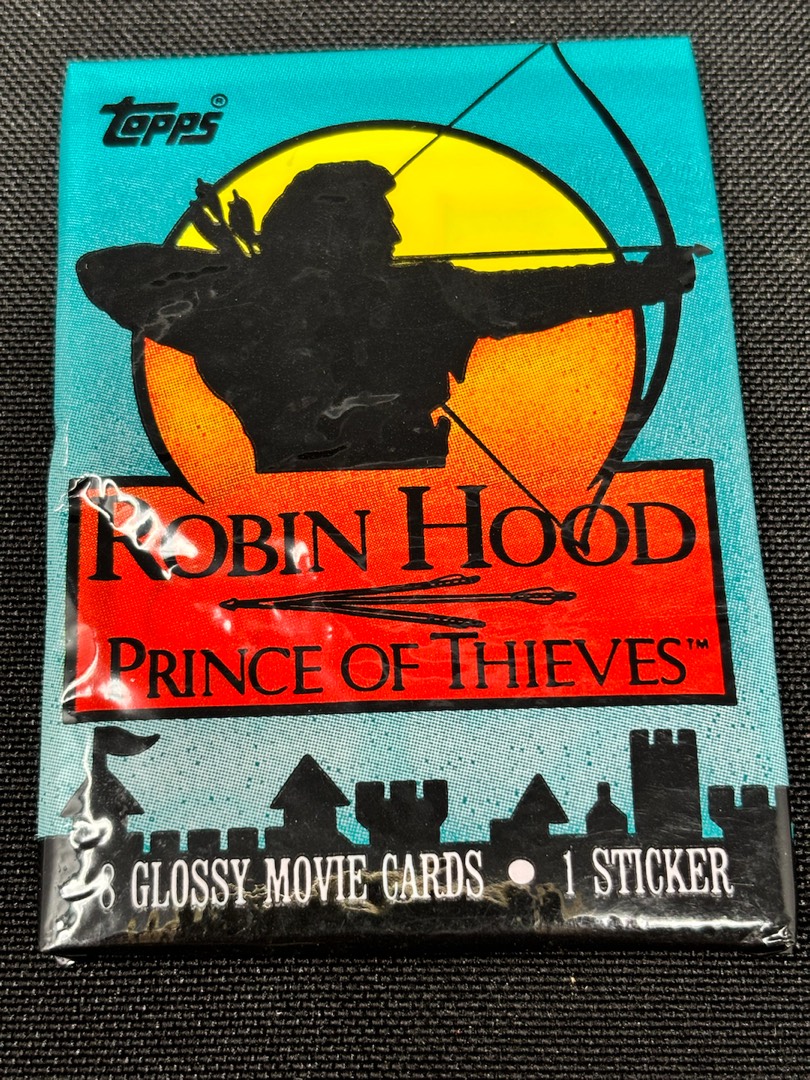 Topps®
ROBIN HOOD
PRINCE OF THIEVES™
8 GLOSSY MOVIE CARDS • 1 STICKER